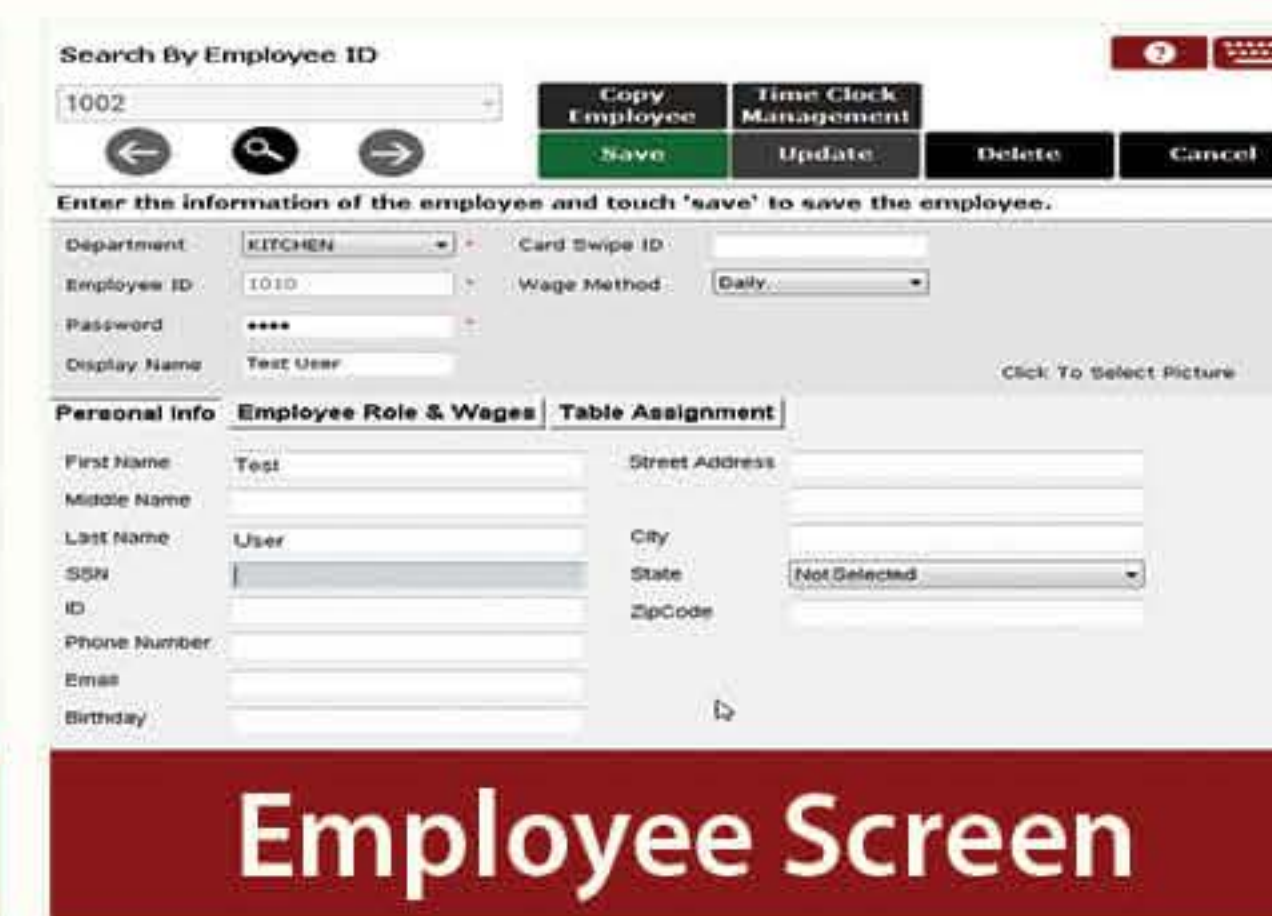 Search By Employee ID
?
1002
Copy Employee
Time Clock Management
Save
Update
Delete
Cancel
Enter the information of the employee and touch 'save' to save the employee.
Department KITCHEN * Card Swipe ID
Employee ID 1010 * Wage Method Daily
Password •••• *
Display Name Test User
Click To Select Picture
Personal Info Employee Role & Wages Table Assignment
First Name Test Street Address
Middle Name
Last Name User City
SSN State Not Selected
ID ZipCode
Phone Number
Email
Birthday
Employee Screen